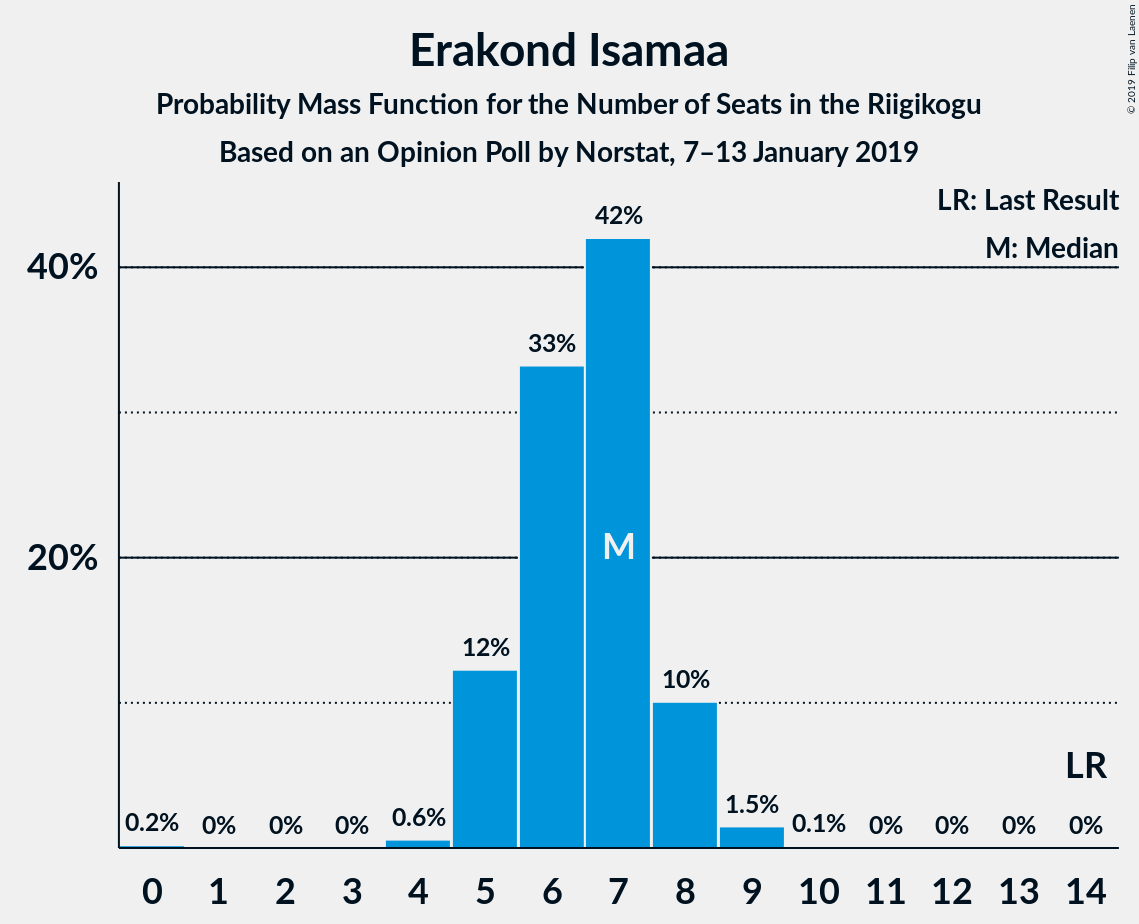 Erakond Isamaa
Probability Mass Function for the Number of Seats in the Riigikogu
Based on an Opinion Poll by Norstat, 7–13 January 2019
© 2019 Filip van Laenen
LR: Last Result
M: Median
40%
20%
0.2%
0%
0%
0%
0.6%
12%
33%
42%
M
10%
1.5%
0.1%
0%
0%
0%
0%
LR
0 1 2 3 4 5 6 7 8 9 10 11 12 13 14